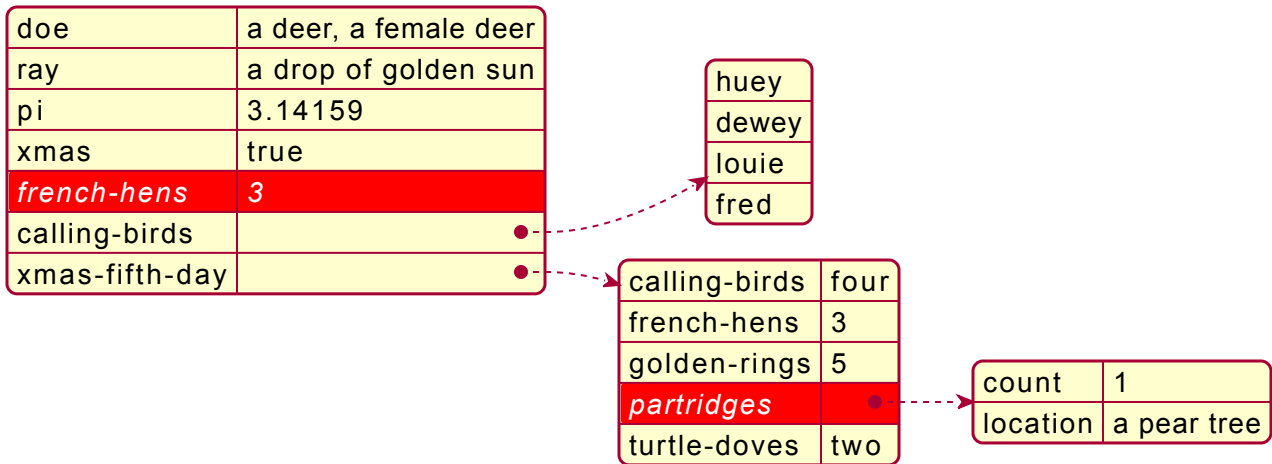 doe a deer, a female deer
ray a drop of golden sun
pi 3.14159
xmas true
french-hens 3
calling-birds
xmas-fifth-day
huey
dewey
louie
fred
calling-birds four
french-hens 3
golden-rings 5
partridges
turtle-doves two
count 1
location a pear tree